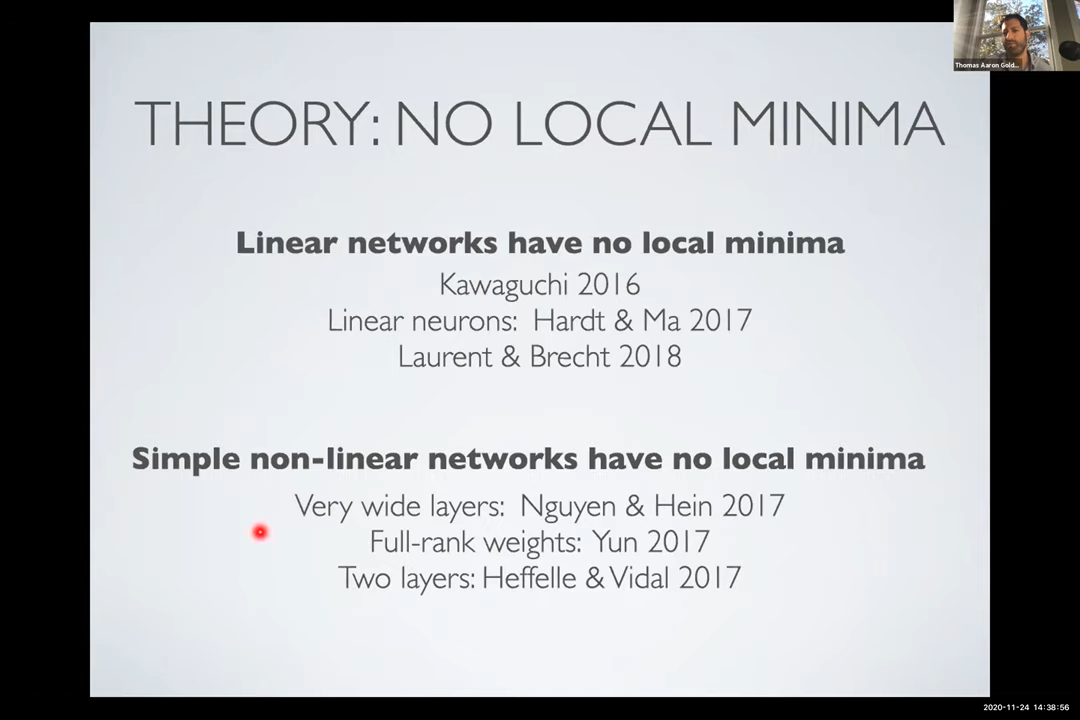 Thomas Aaron Gold...
THEORY: NO LOCAL MINIMA
Linear networks have no local minima
Kawaguchi 2016
Linear neurons: Hardt & Ma 2017
Laurent & Brecht 2018
Simple non-linear networks have no local minima
Very wide layers: Nguyen & Hein 2017
Full-rank weights: Yun 2017
Two layers: Heffelle & Vidal 2017
2020-11-24 14:38:56